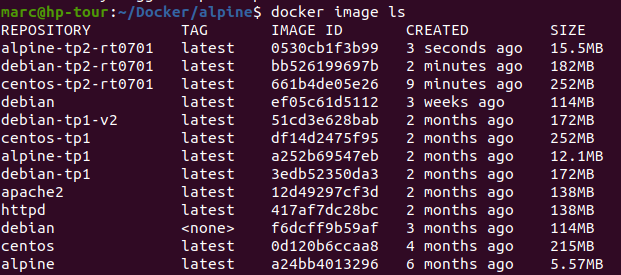 marc@hp-tour:~/Docker/alpine$ docker image ls
REPOSITORY TAG IMAGE ID CREATED SIZE
alpine-tp2-rt0701 latest 0530cb1f3b99 3 seconds ago 15.5MB
debian-tp2-rt0701 latest bb526199697b 2 minutes ago 182MB
centos-tp2-rt0701 latest 661b4de05e26 9 minutes ago 252MB
debian latest ef05c61d5112 3 weeks ago 114MB
debian-tp1-v2 latest 51cd3e628bab 2 months ago 172MB
centos-tp1 latest df14d2475f95 2 months ago 252MB
alpine-tp1 latest a252b69547eb 2 months ago 12.1MB
debian-tp1 latest 3edb52350da3 2 months ago 172MB
apache2 latest 12d49297cf3d 2 months ago 138MB
httpd latest 417af7dc28bc 2 months ago 138MB
debian <none> f6dcff9b59af 3 months ago 114MB
centos latest 0d120b6ccaa8 4 months ago 215MB
alpine latest a24bb4013296 6 months ago 5.57MB